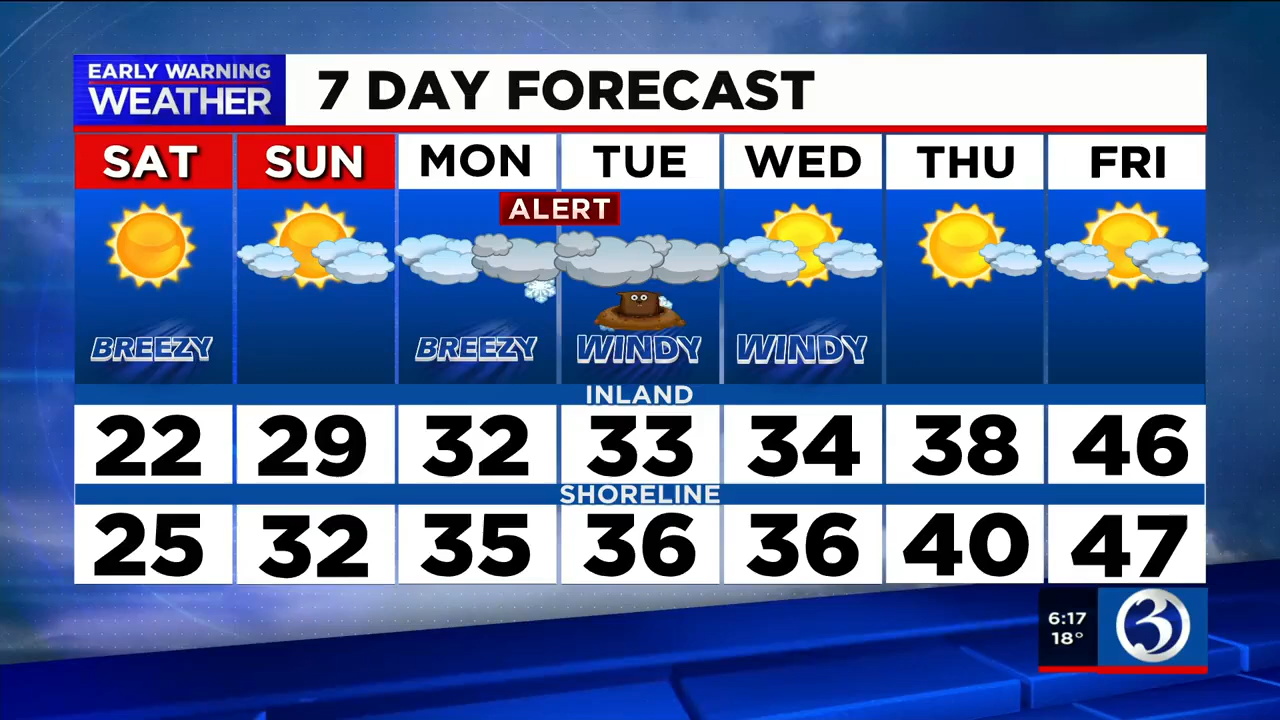 EARLY WARNING
WEATHER
7 DAY FORECAST
SAT SUN MON TUE WED THU FRI
ALERT
BREEZY BREEZY WINDY WINDY
INLAND
22 29 32 33 34 38 46
SHORELINE
25 32 35 36 36 40 47
6:17
18°
3